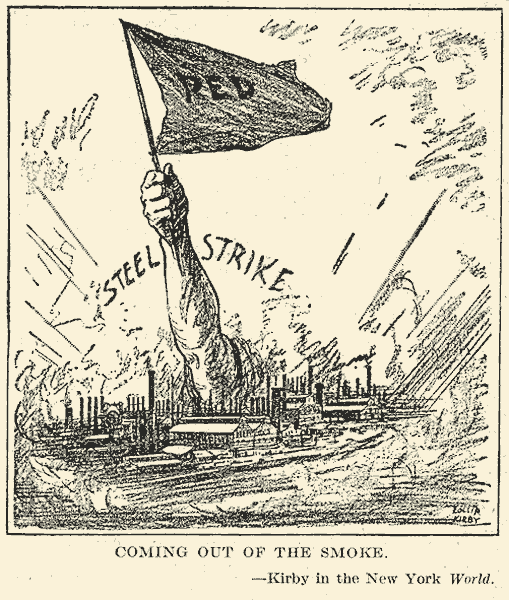 RED
STEEL STRIKE
ROLLIN
KIRBY
COMING OUT OF THE SMOKE.
—Kirby in the New York World.